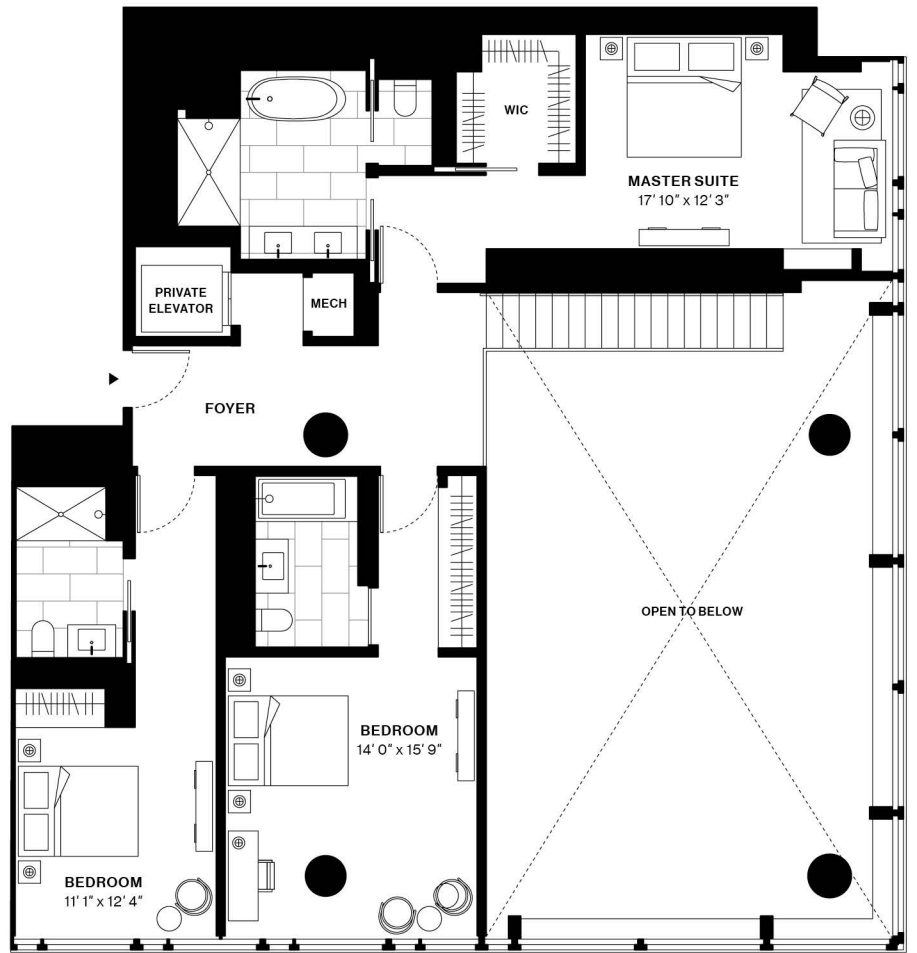 WIC
MASTER SUITE
17' 10" x 12' 3"
PRIVATE
ELEVATOR
MECH
FOYER
OPEN TO BELOW
BEDROOM
14' 0" x 15' 9"
BEDROOM
11' 1" x 12' 4"